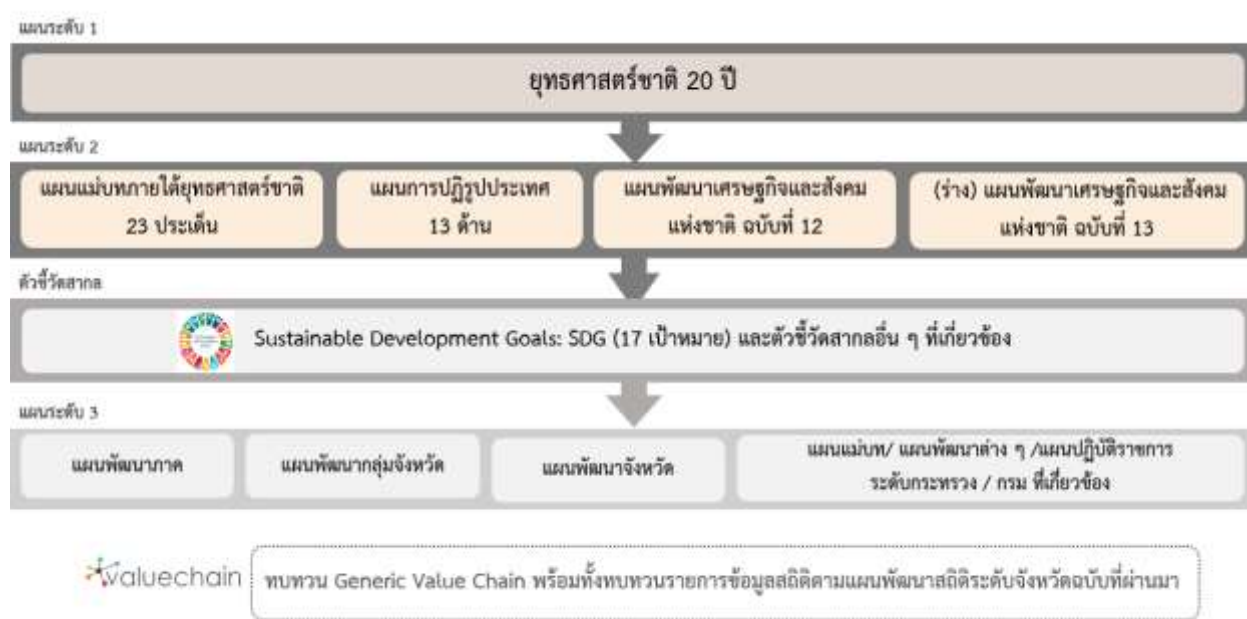 แผนระดับ 1
ยุทธศาสตร์ชาติ 20 ปี
แผนระดับ 2
แผนแม่บทภายใต้ยุทธศาสตร์ชาติ
23 ประเด็น
แผนการปฏิรูปประเทศ
13 ด้าน
แผนพัฒนาเศรษฐกิจและสังคม
แห่งชาติ ฉบับที่ 12
(ร่าง) แผนพัฒนาเศรษฐกิจและสังคม
แห่งชาติ ฉบับที่ 13
ตัวชี้วัดสากล
Sustainable Development Goals: SDG (17 เป้าหมาย) และตัวชี้วัดสากลอื่น ๆ ที่เกี่ยวข้อง
แผนระดับ 3
แผนพัฒนาภาค
แผนพัฒนากลุ่มจังหวัด
แผนพัฒนาจังหวัด
แผนแม่บท/ แผนพัฒนาต่าง ๆ /แผนปฏิบัติราชการ
ระดับกระทรวง / กรม ที่เกี่ยวข้อง
valuechain
ทบทวน Generic Value Chain พร้อมทั้งทบทวนรายการข้อมูลสถิติตามแผนพัฒนาสถิติระดับจังหวัดฉบับที่ผ่านมา